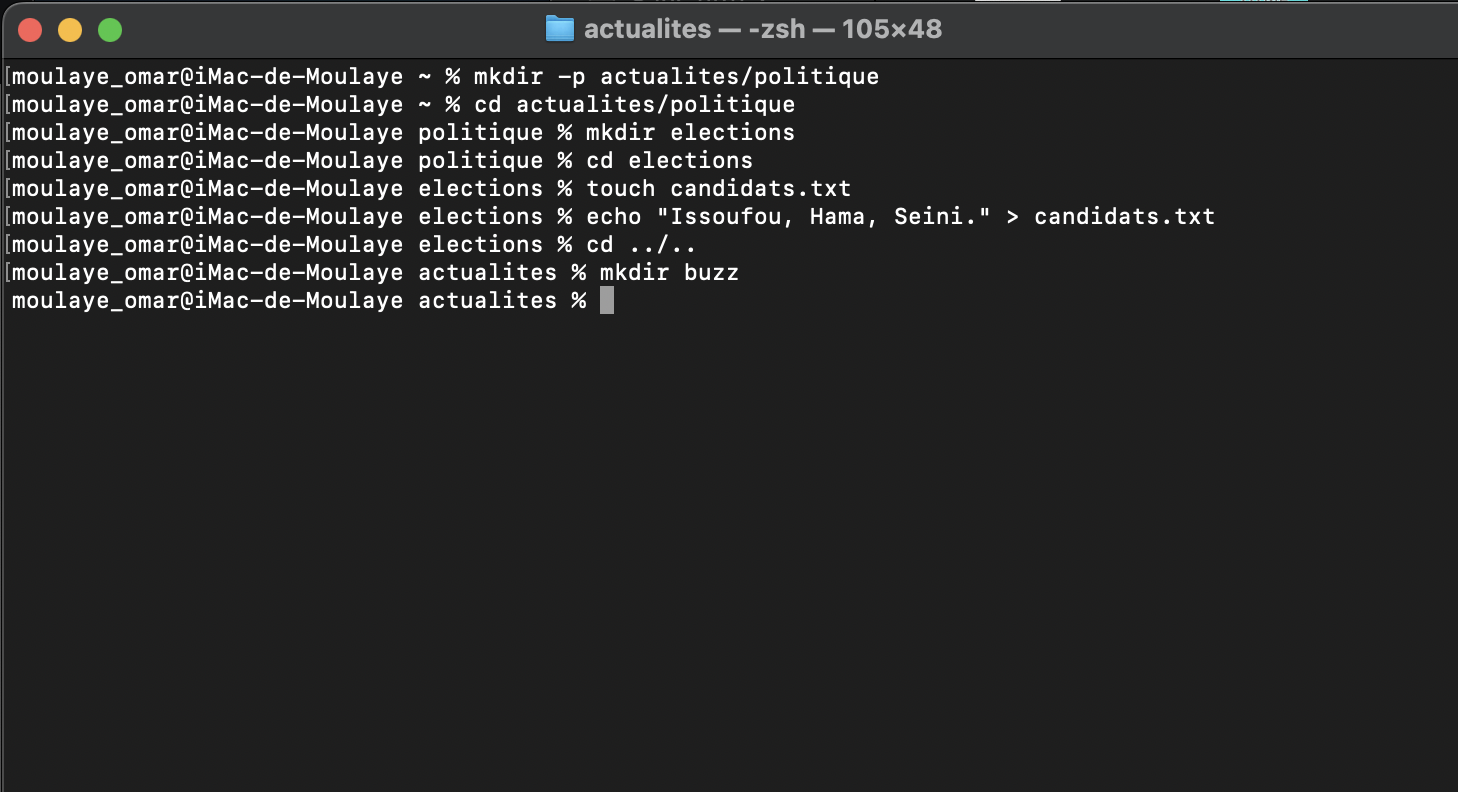 actualites — -zsh — 105×48
[moulaye_omar@iMac-de-Moulaye ~ % mkdir -p actualites/politique
[moulaye_omar@iMac-de-Moulaye ~ % cd actualites/politique
[moulaye_omar@iMac-de-Moulaye politique % mkdir elections
[moulaye_omar@iMac-de-Moulaye politique % cd elections
[moulaye_omar@iMac-de-Moulaye elections % touch candidats.txt
[moulaye_omar@iMac-de-Moulaye elections % echo "Issoufou, Hama, Seini." > candidats.txt
[moulaye_omar@iMac-de-Moulaye elections % cd ../..
[moulaye_omar@iMac-de-Moulaye actualites % mkdir buzz
moulaye_omar@iMac-de-Moulaye actualites %